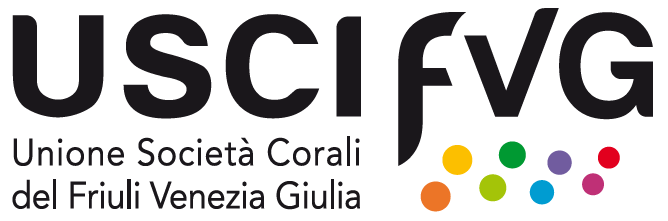 USCI FVG
Unione Società Corali
del Friuli Venezia Giulia